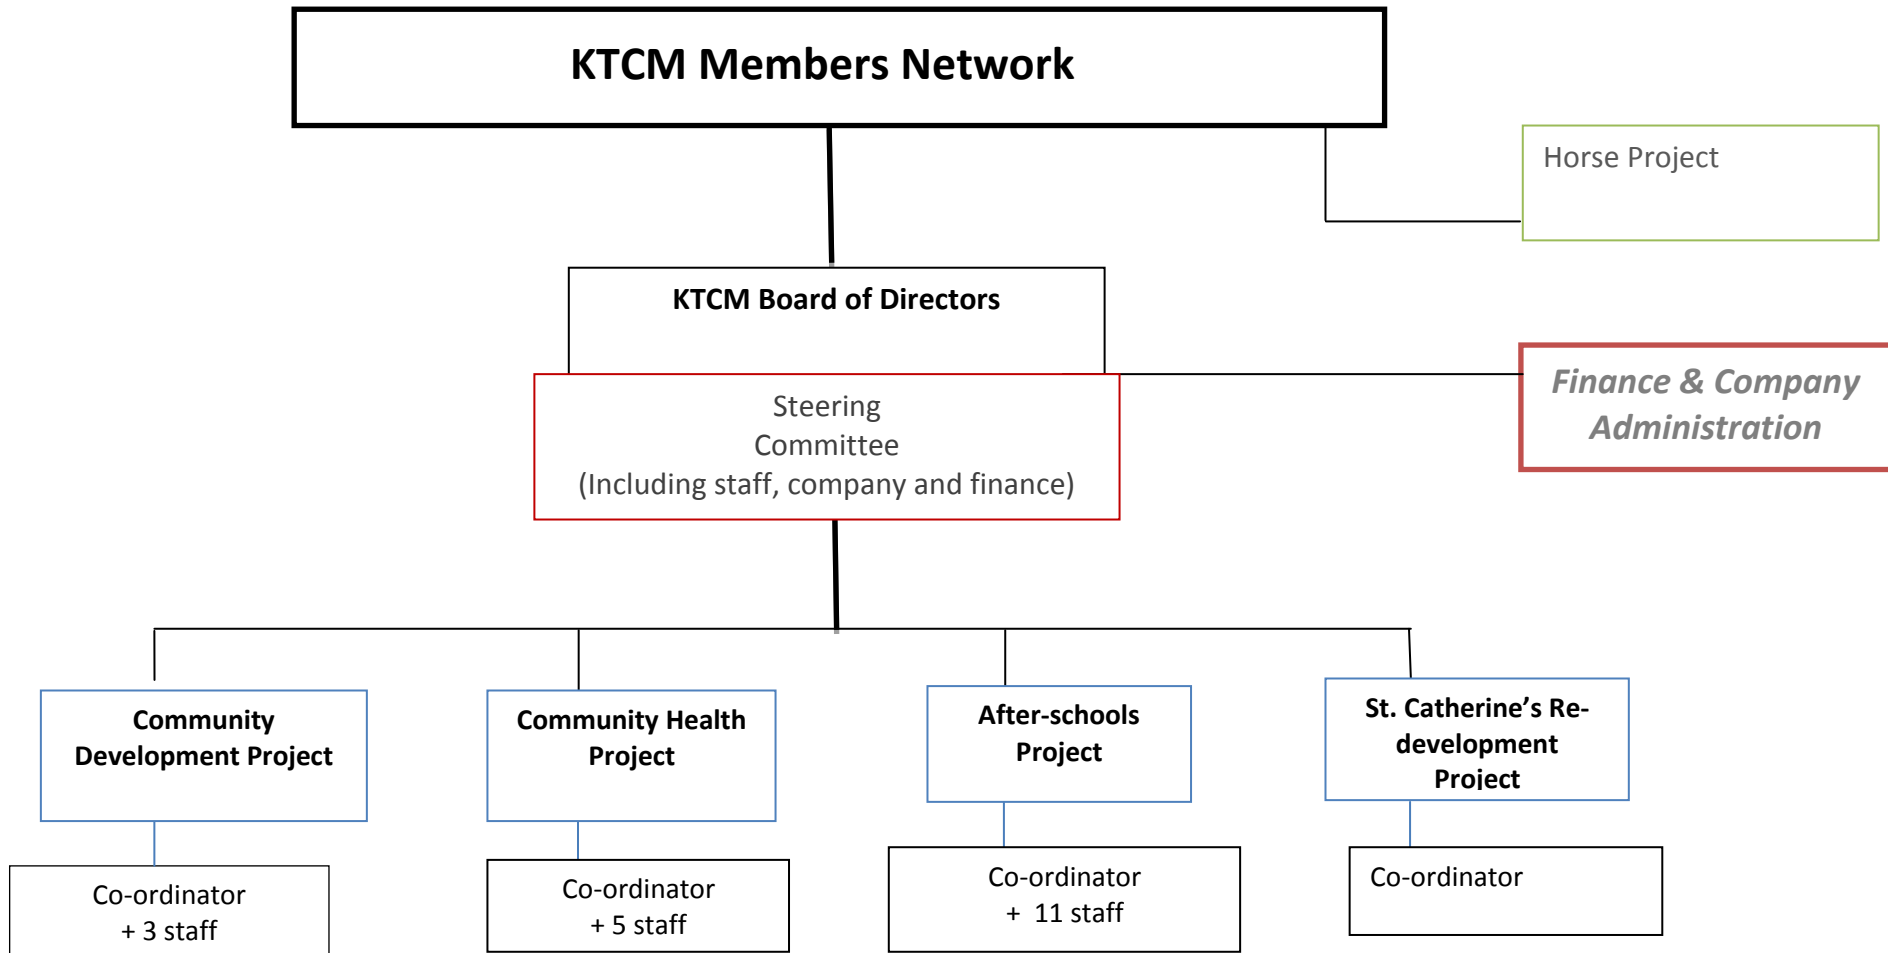 KTCM Members Network
Horse Project
KTCM Board of Directors
Finance & Company
Administration
Steering
Committee
(Including staff, company and finance)
Community
Development Project
Community Health
Project
After-schools
Project
St. Catherine’s Re-
development
Project
Co-ordinator
+ 3 staff
Co-ordinator
+ 5 staff
Co-ordinator
+  11 staff
Co-ordinator